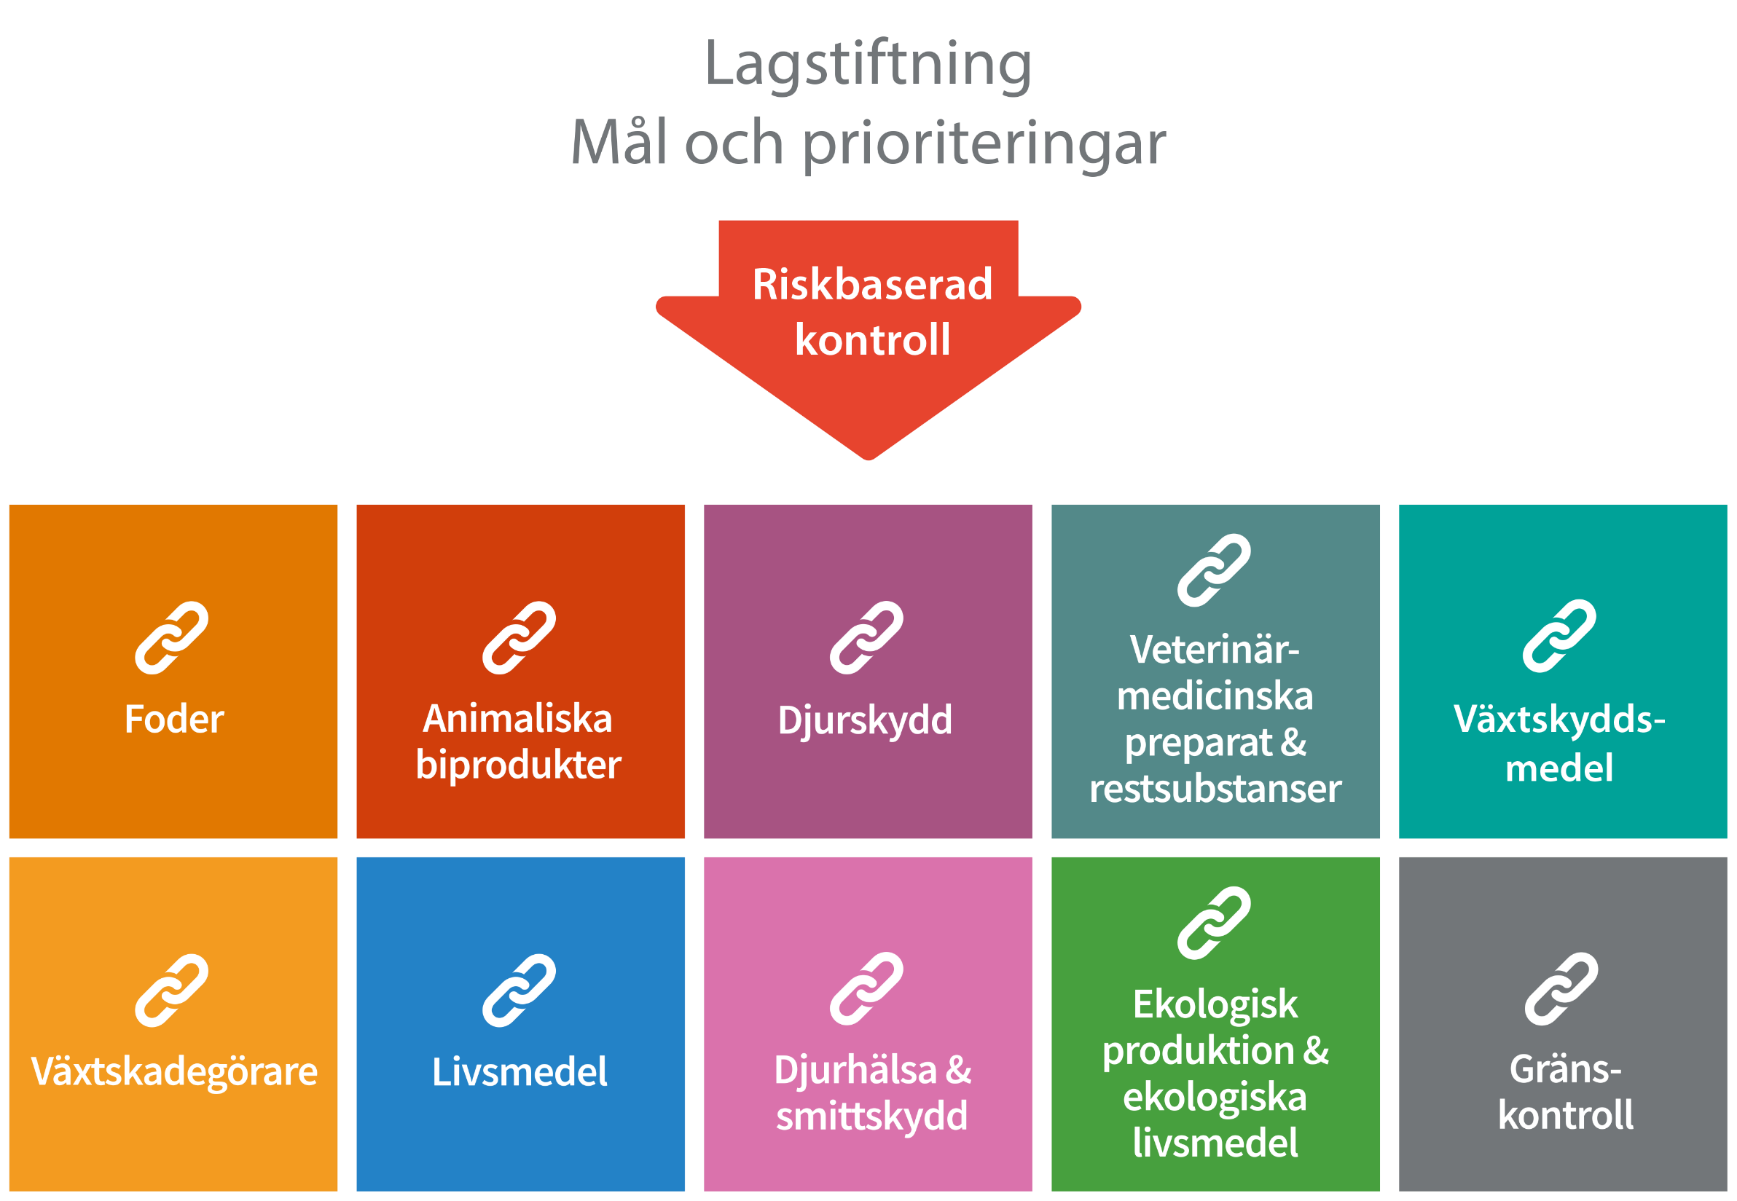 Lagstiftning
Mål och prioriteringar
Riskbaserad
kontroll
Foder
Animaliska
biprodukter
Djurskydd
Veterinär-
medicinska
preparat &
restsubstanser
Växtskydds-
medel
Växtskadegörare
Livsmedel
Djurhälsa &
smittskydd
Ekologisk
produktion &
ekologiska
livsmedel
Gräns-
kontroll